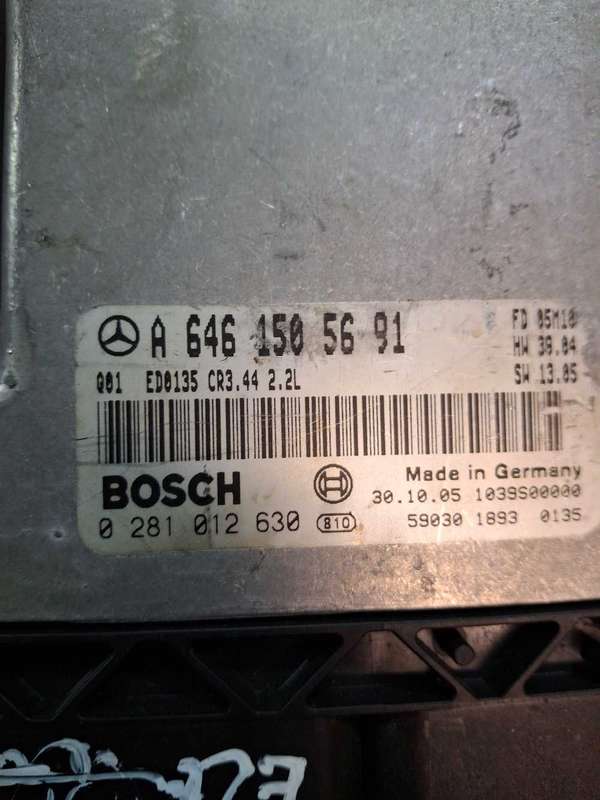 A 646 150 56 91
FD 05M10
HW 39.04
Q01 ED0135 CR3.44 2.2L
SW 13.05
BOSCH
Made in Germany
30.10.05 1039S00000
0 281 012 630 810
59030 1893 0135